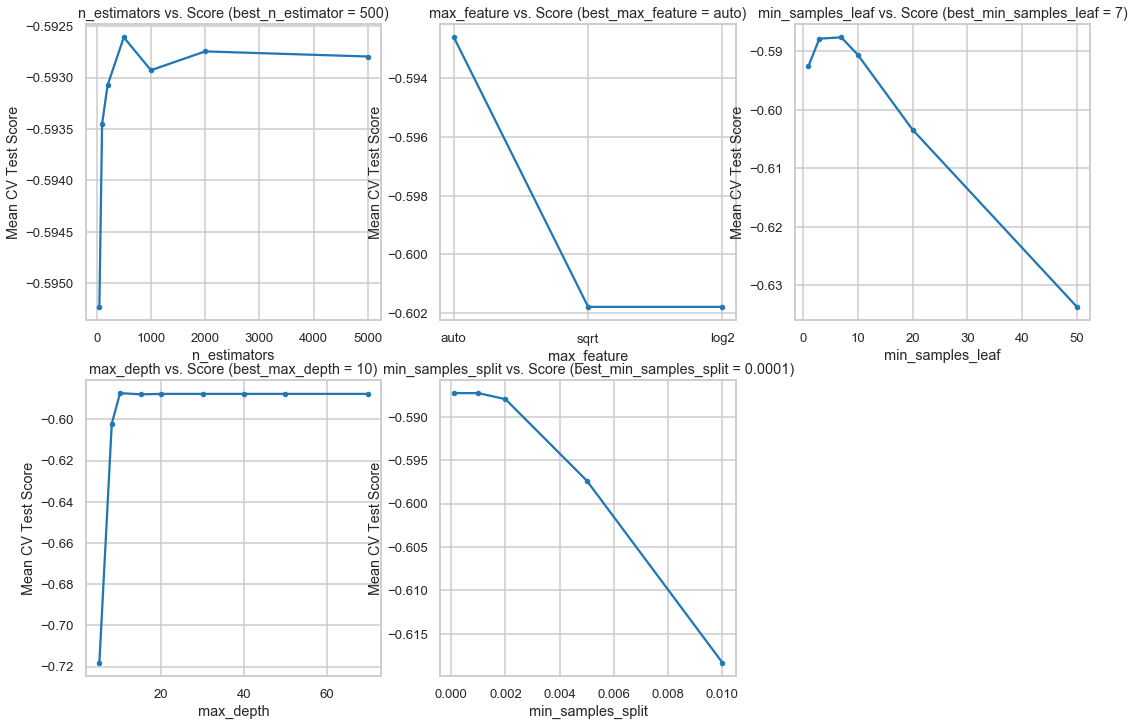 n_estimators vs. Score (best_n_estimator = 500)
Mean CV Test Score
−0.5925
−0.5930
−0.5935
−0.5940
−0.5945
−0.5950
0 1000 2000 3000 4000 5000
n_estimators
max_feature vs. Score (best_max_feature = auto)
Mean CV Test Score
−0.594
−0.596
−0.598
−0.600
−0.602
auto sqrt log2
max_feature
min_samples_leaf vs. Score (best_min_samples_leaf = 7)
Mean CV Test Score
−0.59
−0.60
−0.61
−0.62
−0.63
0 10 20 30 40 50
min_samples_leaf
max_depth vs. Score (best_max_depth = 10)
Mean CV Test Score
−0.60
−0.62
−0.64
−0.66
−0.68
−0.70
−0.72
20 40 60
max_depth
min_samples_split vs. Score (best_min_samples_split = 0.0001)
Mean CV Test Score
−0.590
−0.595
−0.600
−0.605
−0.610
−0.615
0.000 0.002 0.004 0.006 0.008 0.010
min_samples_split